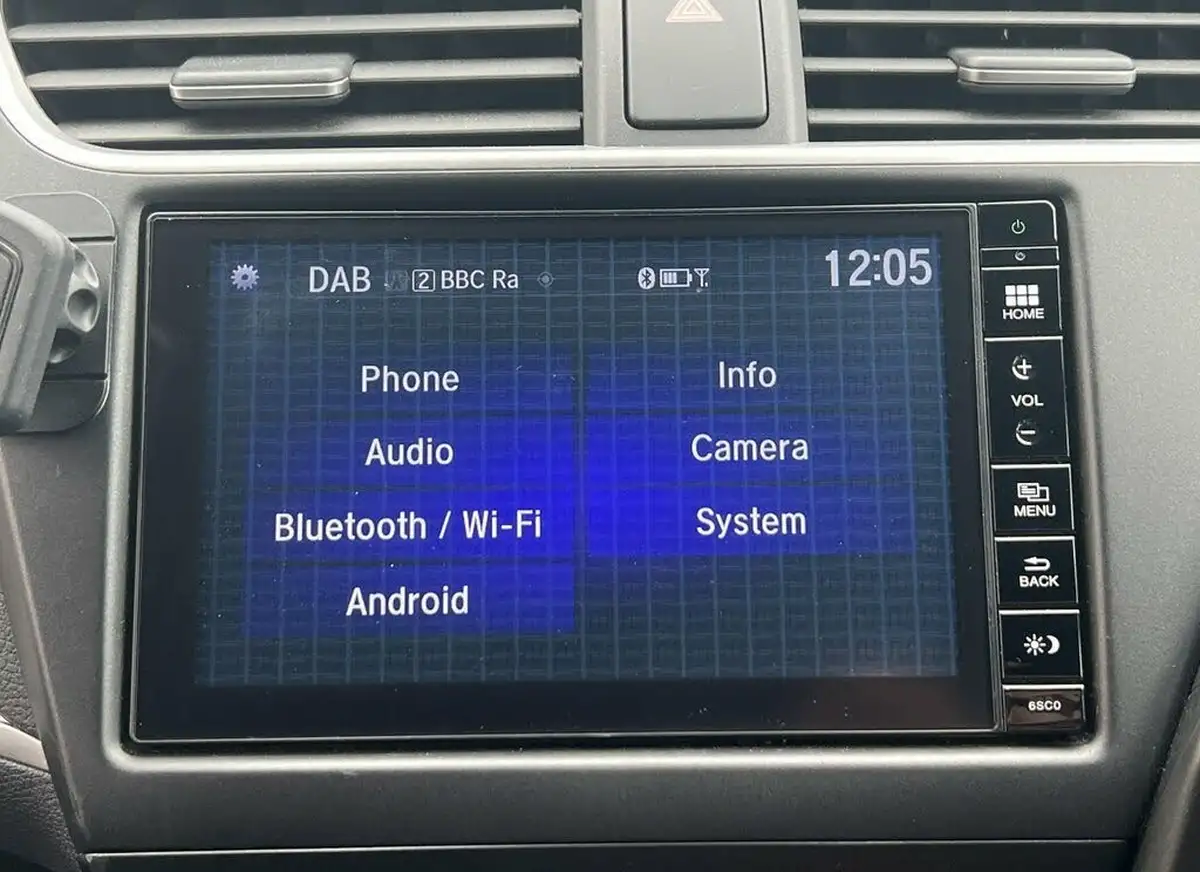 DAB 2 BBC Ra 12:05
Phone
Info
Audio
Camera
Bluetooth / Wi-Fi
System
Android
HOME
VOL
MENU
BACK
6SC0